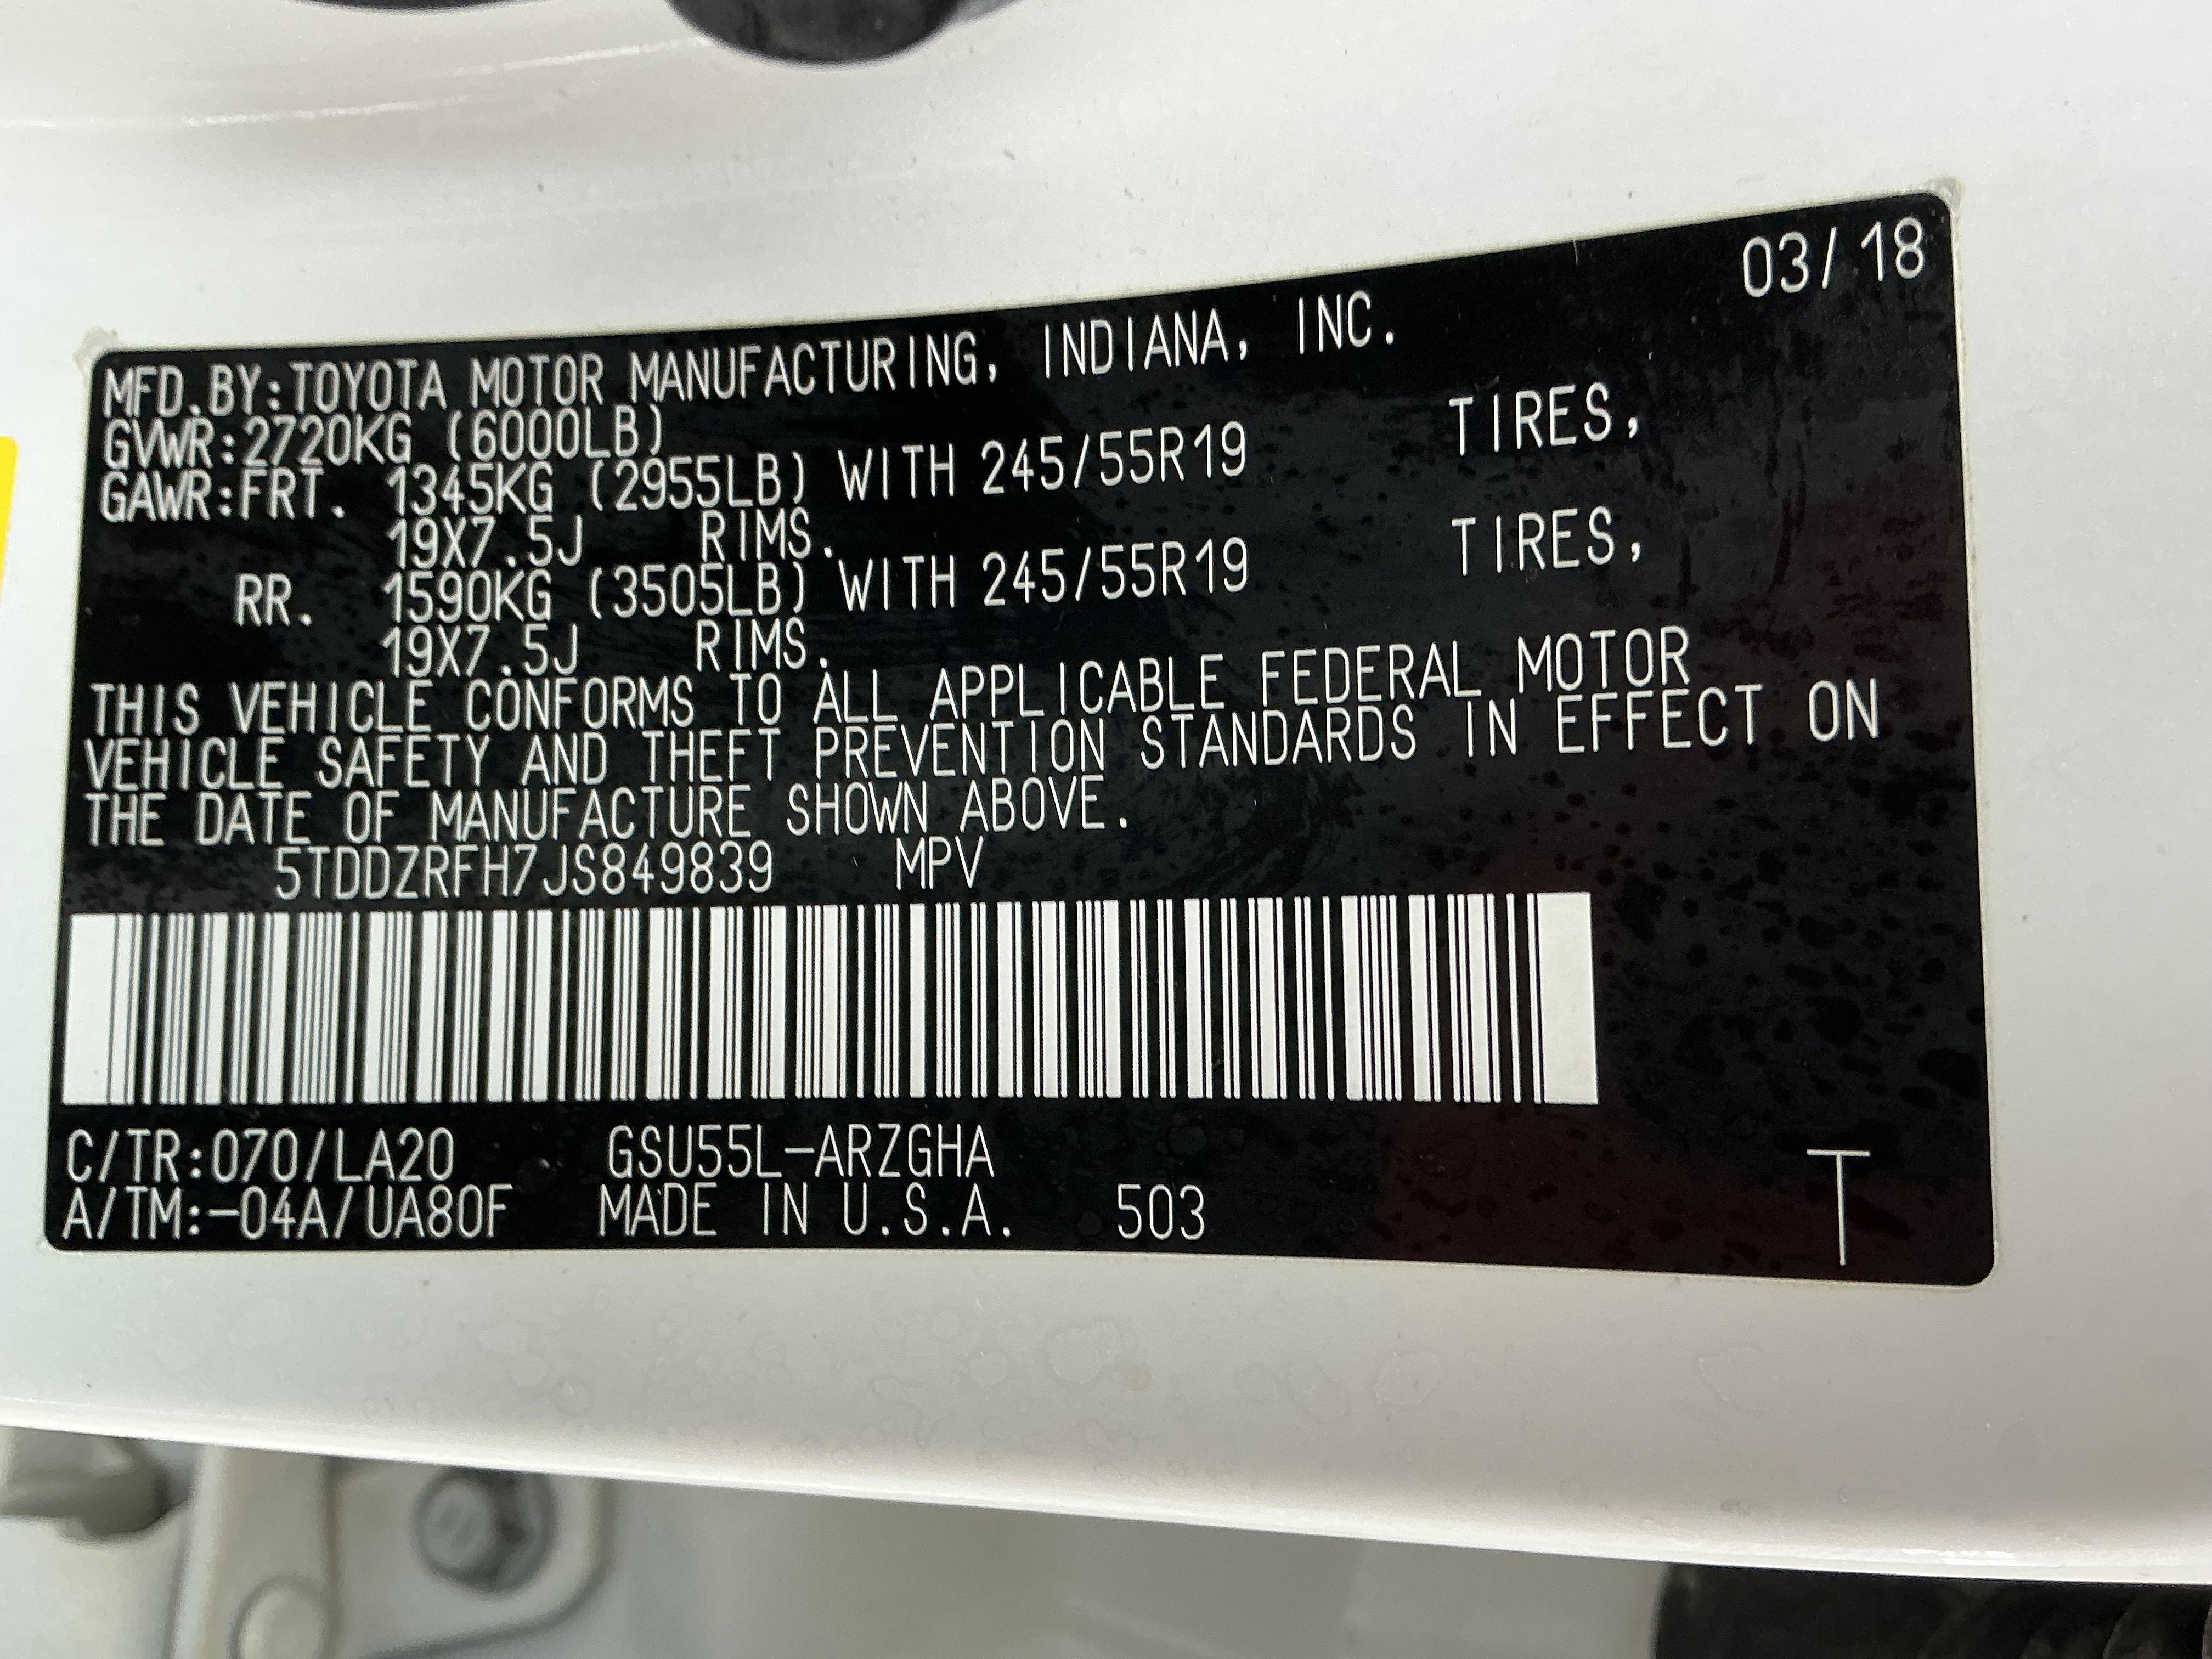 03/18
MFD.BY:TOYOTA MOTOR MANUFACTURING, INDIANA, INC.
GVWR:2720KG (6000LB)
GAWR:FRT. 1345KG (2955LB) WITH 245/55R19 TIRES,
19X7.5J RIMS.
RR. 1590KG (3505LB) WITH 245/55R19 TIRES,
19X7.5J RIMS.
THIS VEHICLE CONFORMS TO ALL APPLICABLE FEDERAL MOTOR
VEHICLE SAFETY AND THEFT PREVENTION STANDARDS IN EFFECT ON
THE DATE OF MANUFACTURE SHOWN ABOVE.
5TDDZRFH7JS849839 MPV
C/TR:070/LA20 GSU55L-ARZGHA
A/TM:-04A/UA80F MADE IN U.S.A. 503
T